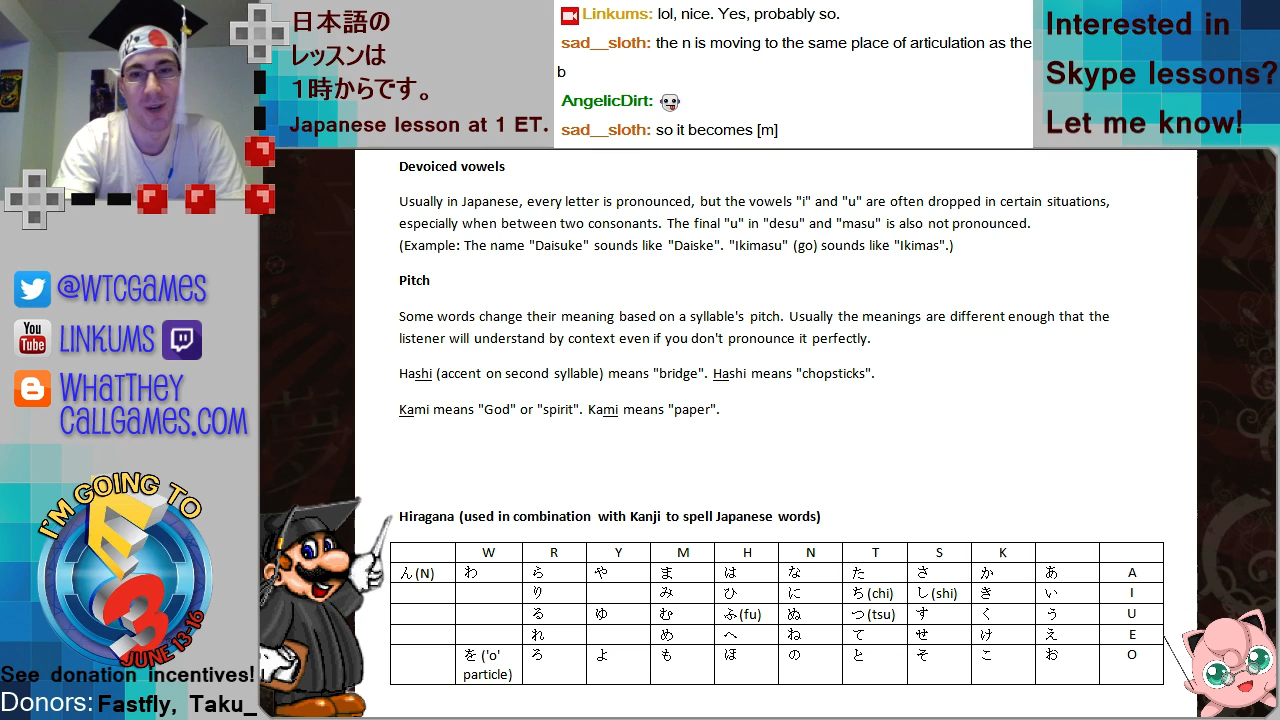 日本語の
レッスンは
１時からです。
Japanese lesson at 1 ET.
Linkums: lol, nice. Yes, probably so.
sad__sloth: the n is moving to the same place of articulation as the
b
AngelicDirt:
sad__sloth: so it becomes [m]
Interested in
Skype lessons?
Let me know!
@WTCGAMES
You Tube LINKUMS
WHATTHEY
CALLGAMES.COM
I'M GOING TO
E3
JUNE 13-16
See donation incentives!
Donors: Fastfly, Taku_
Devoiced vowels
Usually in Japanese, every letter is pronounced, but the vowels "i" and "u" are often dropped in certain situations,
especially when between two consonants. The final "u" in "desu" and "masu" is also not pronounced.
(Example: The name "Daisuke" sounds like "Daiske". "Ikimasu" (go) sounds like "Ikimas".)
Pitch
Some words change their meaning based on a syllable's pitch. Usually the meanings are different enough that the
listener will understand by context even if you don't pronounce it perfectly.
Hashi (accent on second syllable) means "bridge". Hashi means "chopsticks".
Kami means "God" or "spirit". Kami means "paper".
Hiragana (used in combination with Kanji to spell Japanese words)
W R Y M H N T S K
ん(N) わ ら や ま は な た さ か あ A
り み ひ に ち(chi) し(shi) き い I
る ゆ む ふ(fu) ぬ つ(tsu) す く う U
れ め へ ね て せ け え E
を ('o' ろ よ も ほ の と そ こ お O
particle)